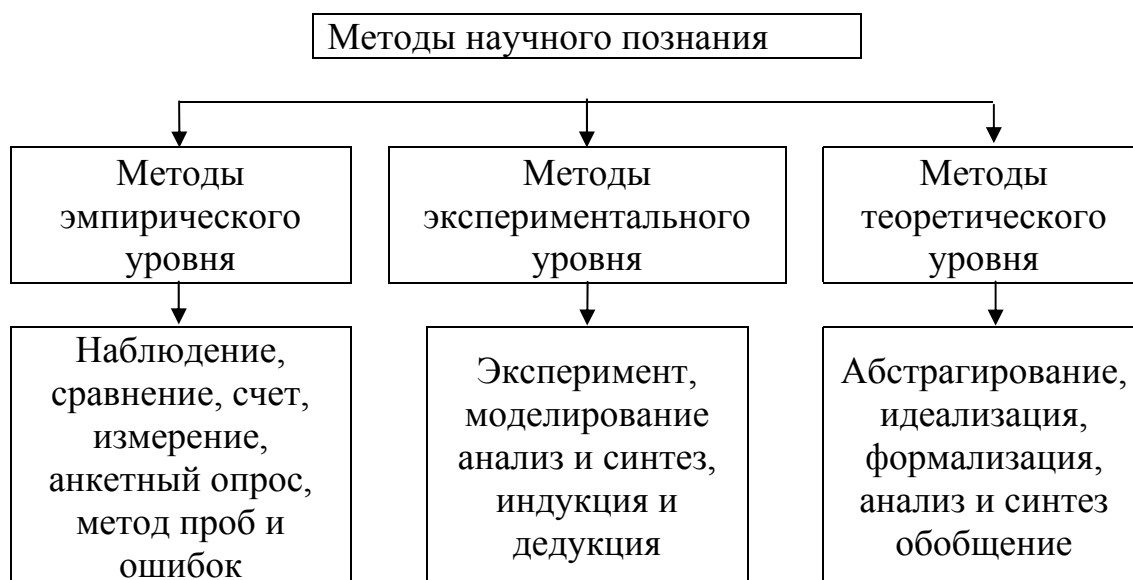 Методы научного познания
Методы
эмпирического
уровня
Методы
экспериментального
уровня
Методы
теоретического
уровня
Наблюдение,
сравнение, счет,
измерение,
анкетный опрос,
метод проб и
ошибок
Эксперимент,
моделирование
анализ и синтез,
индукция и
дедукция
Абстрагирование,
идеализация,
формализация,
анализ и синтез
обобщение